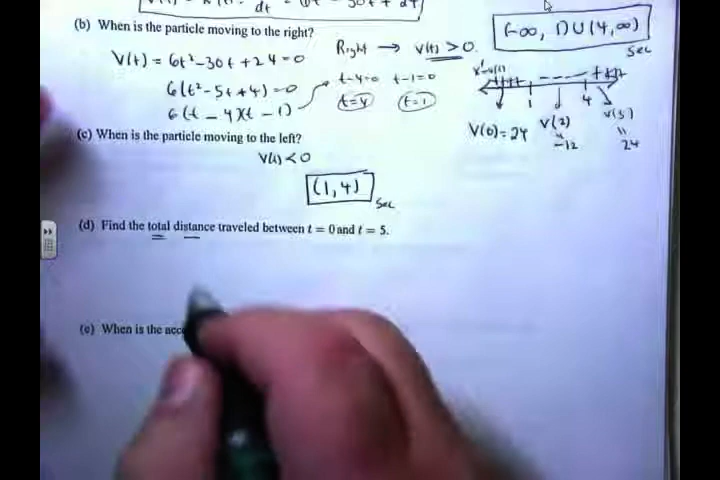 dt
(b) When is the particle moving to the right?
Right → v(t) > 0.
(-∞, 1) U (4, ∞)
sec
V(t) = 6t² - 30t + 24 = 0
6(t² - 5t + 4) = 0
6(t - 4)(t - 1)
t-4=0 t-1=0
t=4 t=1
++++ ---- ++++
1 4
V(0) = 24 V(2) = -12 V(5) = 24
(c) When is the particle moving to the left?
V(t) < 0
(1, 4) sec
(d) Find the total distance traveled between t = 0 and t = 5.
(e) When is the